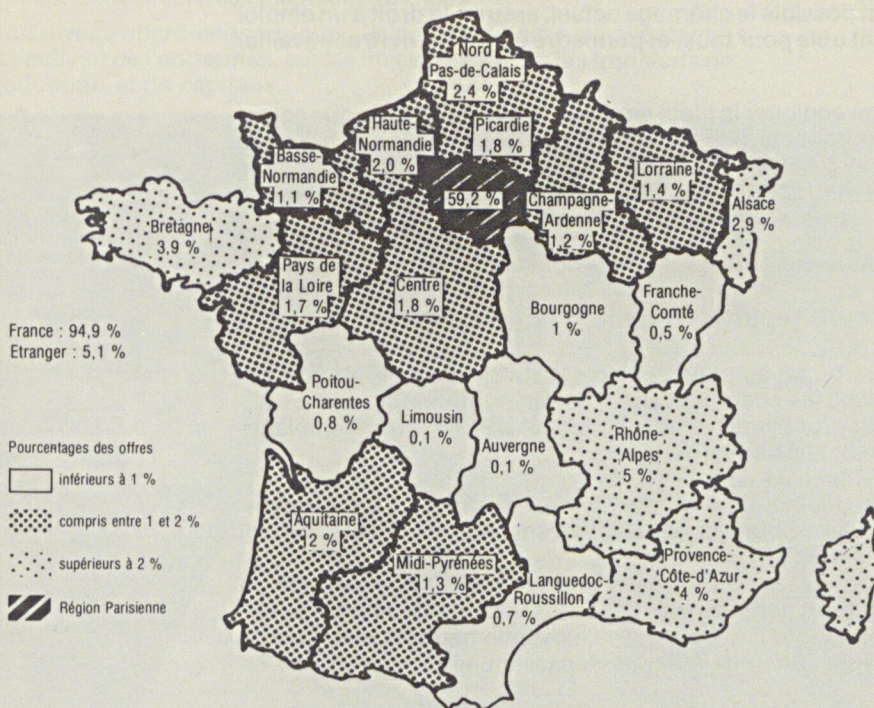 Nord
Pas-de-Calais
2,4 %
Haute-
Normandie
2,0 %
Picardie
1,8 %
Basse-
Normandie
1,1 %
59,2 %
Champagne-
Ardenne
1,2 %
Lorraine
1,4 %
Alsace
2,9 %
Bretagne
3,9 %
Pays de
la Loire
1,7 %
Centre
1,8 %
Bourgogne
1 %
Franche-
Comté
0,5 %
France : 94,9 %
Etranger : 5,1 %
Poitou-
Charentes
0,8 %
Limousin
0,1 %
Auvergne
0,1 %
Rhône-
Alpes
5 %
Pourcentages des offres
inférieurs à 1 %
compris entre 1 et 2 %
supérieurs à 2 %
Région Parisienne
Aquitaine
2 %
Midi-Pyrénées
1,3 %
Languedoc-
Roussillon
0,7 %
Provence-
Côte-d'Azur
4 %